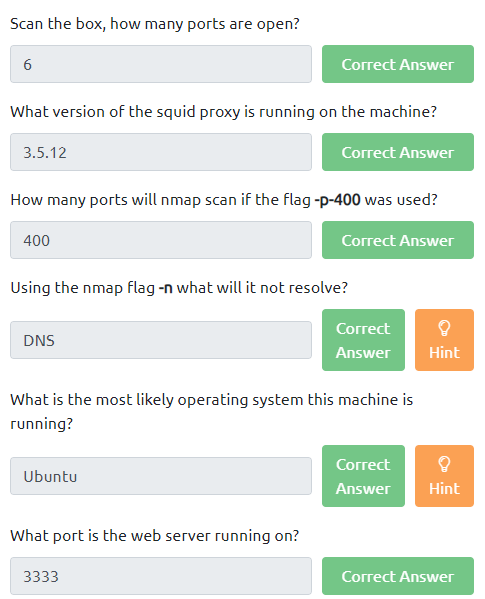 Scan the box, how many ports are open?
6
Correct Answer
What version of the squid proxy is running on the machine?
3.5.12
Correct Answer
How many ports will nmap scan if the flag -p-400 was used?
400
Correct Answer
Using the nmap flag -n what will it not resolve?
DNS
Correct
Answer
Hint
What is the most likely operating system this machine is
running?
Ubuntu
Correct
Answer
Hint
What port is the web server running on?
3333
Correct Answer